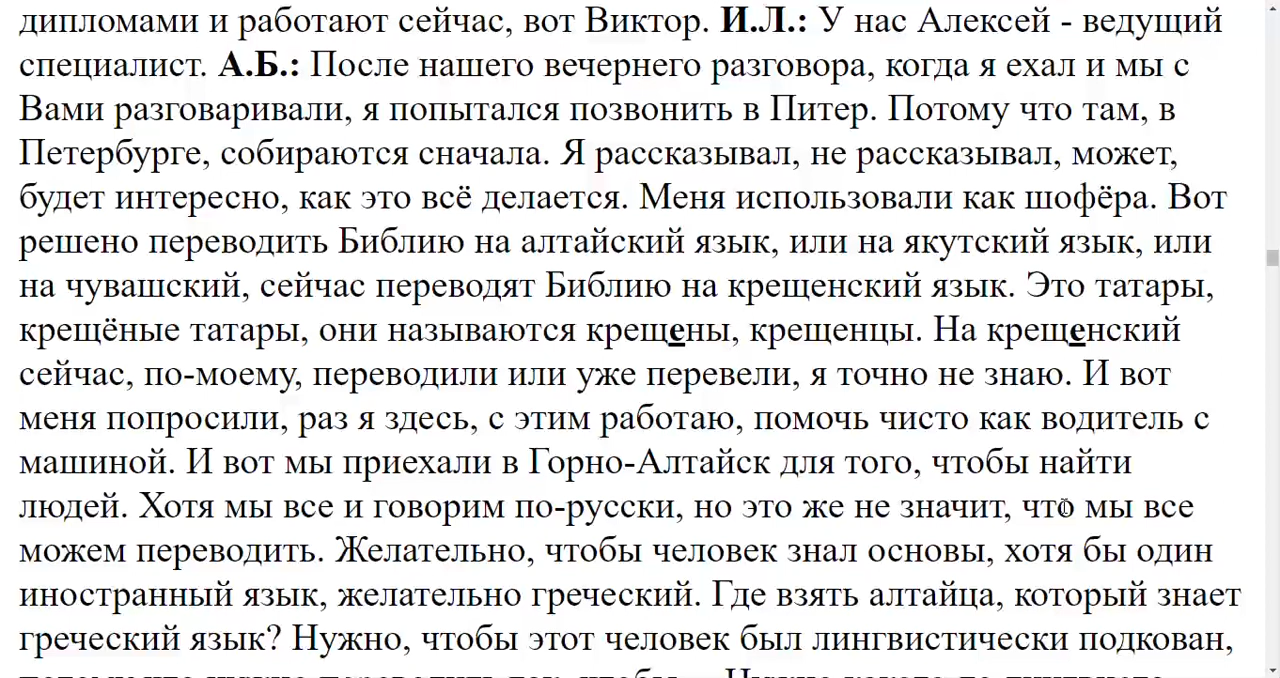 дипломами и работают сейчас, вот Виктор. И.Л.: У нас Алексей - ведущий
специалист. А.Б.: После нашего вечернего разговора, когда я ехал и мы с
Вами разговаривали, я попытался позвонить в Питер. Потому что там, в
Петербурге, собираются сначала. Я рассказывал, не рассказывал, может,
будет интересно, как это всё делается. Меня использовали как шофёра. Вот
решено переводить Библию на алтайский язык, или на якутский язык, или
на чувашский, сейчас переводят Библию на крещенский язык. Это татары,
крещёные татары, они называются крещены, крещенцы. На крещенский
сейчас, по-моему, переводили или уже перевели, я точно не знаю. И вот
меня попросили, раз я здесь, с этим работаю, помочь чисто как водитель с
машиной. И вот мы приехали в Горно-Алтайск для того, чтобы найти
людей. Хотя мы все и говорим по-русски, но это же не значит, что мы все
можем переводить. Желательно, чтобы человек знал основы, хотя бы один
иностранный язык, желательно греческий. Где взять алтайца, который знает
греческий язык? Нужно, чтобы этот человек был лингвистически подкован,